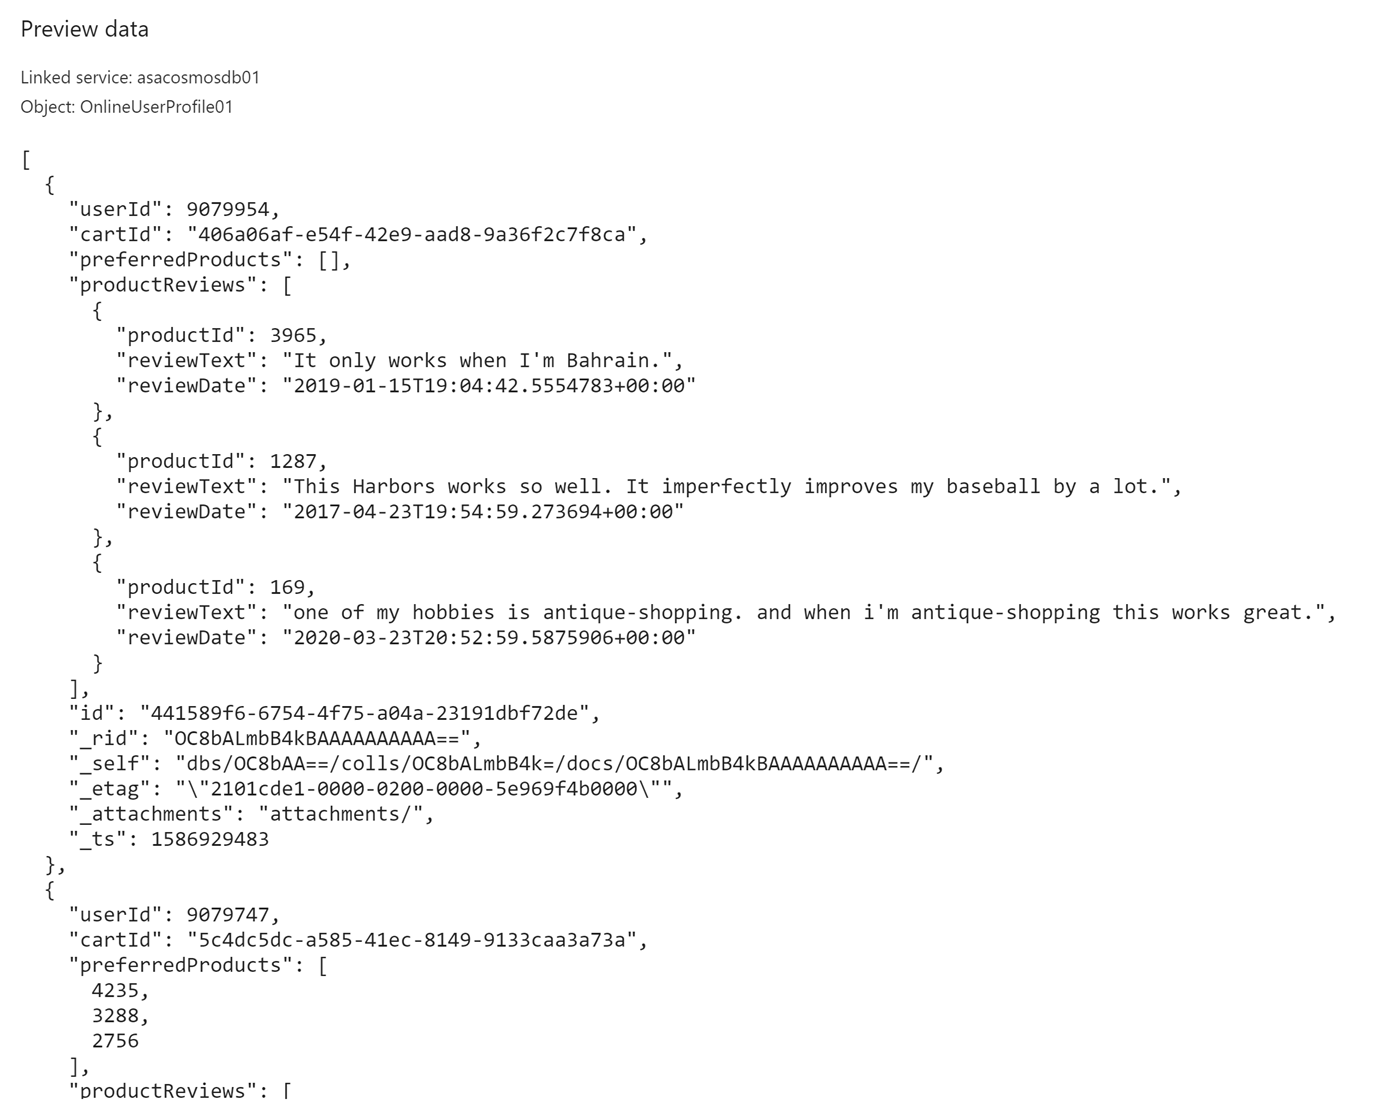 Preview data
Linked service: asacosmosdb01
Object: OnlineUserProfile01
[
  {
    "userId": 9079954,
    "cartId": "406a06af-e54f-42e9-aad8-9a36f2c7f8ca",
    "preferredProducts": [],
    "productReviews": [
      {
        "productId": 3965,
        "reviewText": "It only works when I'm Bahrain.",
        "reviewDate": "2019-01-15T19:04:42.5554783+00:00"
      },
      {
        "productId": 1287,
        "reviewText": "This Harbors works so well. It imperfectly improves my baseball by a lot.",
        "reviewDate": "2017-04-23T19:54:59.273694+00:00"
      },
      {
        "productId": 169,
        "reviewText": "one of my hobbies is antique-shopping. and when i'm antique-shopping this works great.",
        "reviewDate": "2020-03-23T20:52:59.5875906+00:00"
      }
    ],
    "id": "441589f6-6754-4f75-a04a-23191dbf72de",
    "_rid": "OC8bALmbB4kBAAAAAAAAAA==",
    "_self": "dbs/OC8bAA==/colls/OC8bALmbB4k=/docs/OC8bALmbB4kBAAAAAAAAAA==/",
    "_etag": "\"2101cde1-0000-0200-0000-5e969f4b0000\"",
    "_attachments": "attachments/",
    "_ts": 1586929483
  },
  {
    "userId": 9079747,
    "cartId": "5c4dc5dc-a585-41ec-8149-9133caa3a73a",
    "preferredProducts": [
      4235,
      3288,
      2756
    ],
    "productReviews": [